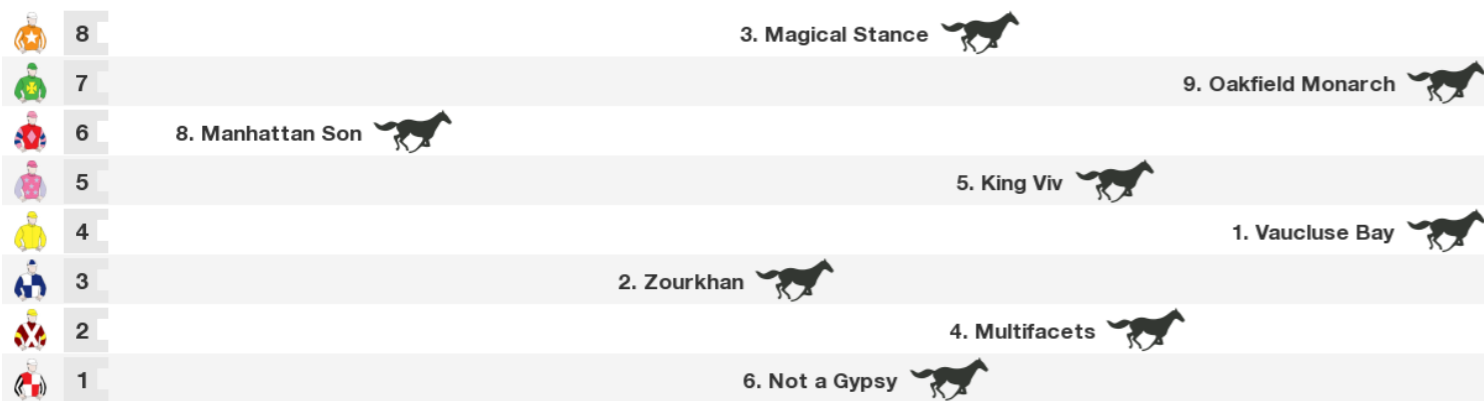 8 3. Magical Stance
7 9. Oakfield Monarch
6 8. Manhattan Son
5 5. King Viv
4 1. Vaucluse Bay
3 2. Zourkhan
2 4. Multifacets
1 6. Not a Gypsy